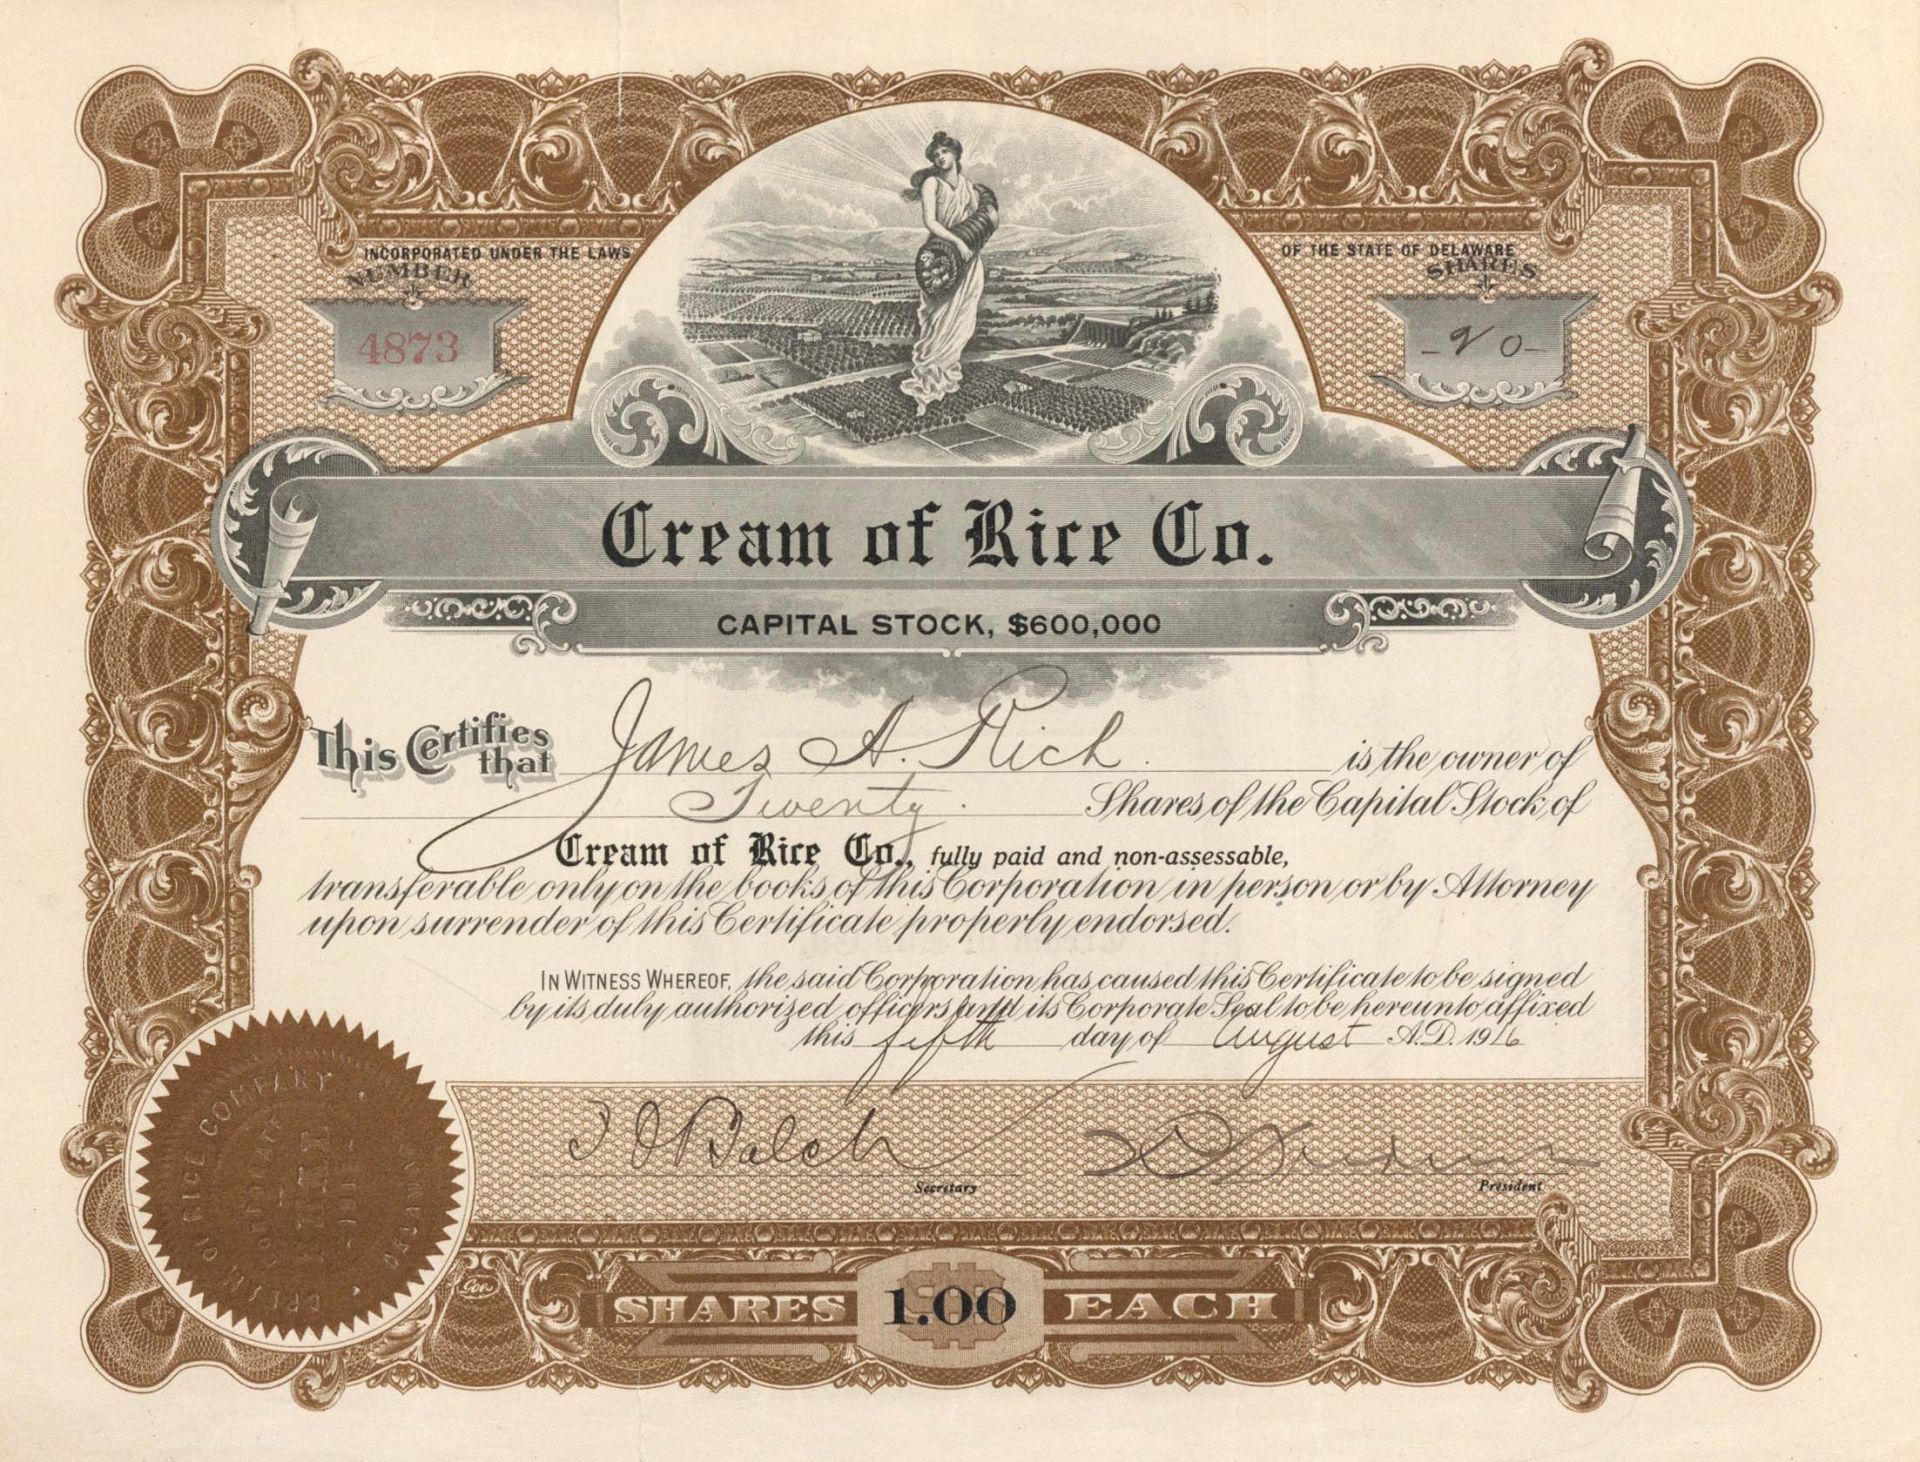 INCORPORATED UNDER THE LAWS OF THE STATE OF DELAWARE
NUMBER
4873
SHARES
-20-
Cream of Rice Co.
CAPITAL STOCK, $600,000
This Certifies that James A. Rich is the owner of
Twenty Shares of the Capital Stock of
Cream of Rice Co., fully paid and non-assessable,
transferable only on the books of this Corporation in person or by Attorney
upon surrender of this Certificate properly endorsed.
IN WITNESS WHEREOF, the said Corporation has caused this Certificate to be signed
by its duly authorized officers and its Corporate Seal to be hereunto affixed
this fifth day of August A.D. 1916
Balch
Secretary
President
RICE COMPANY
Goes
SHARES 1.00 EACH